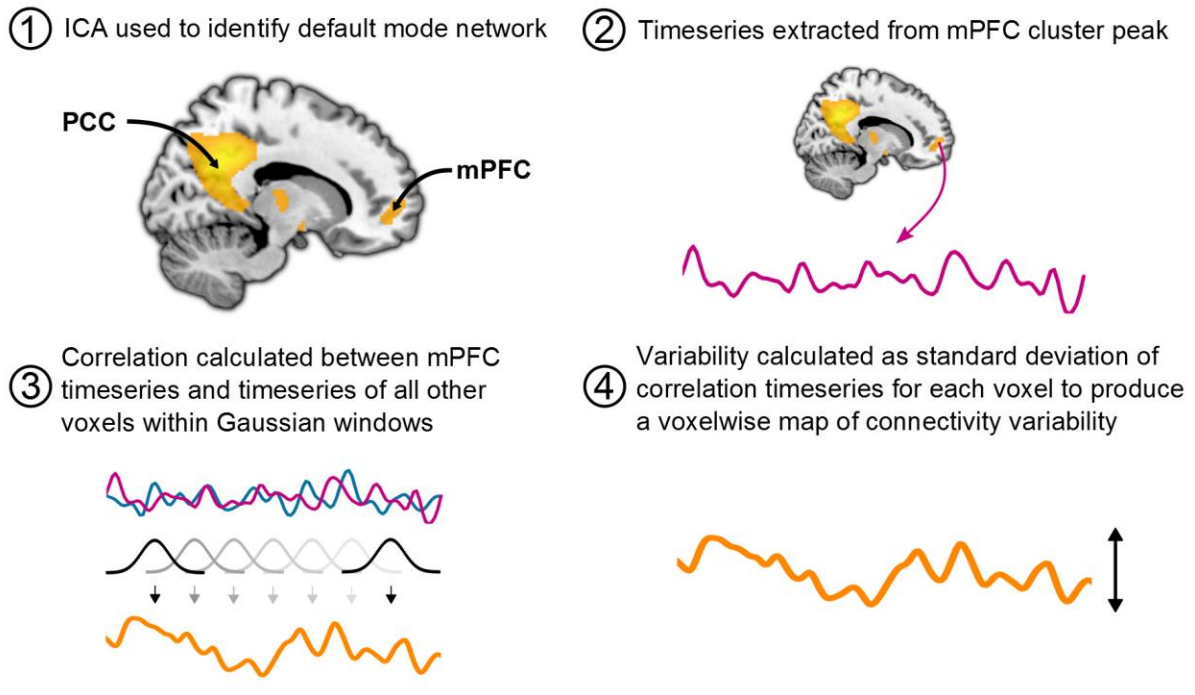 1 ICA used to identify default mode network
PCC
mPFC
2 Timeseries extracted from mPFC cluster peak
3 Correlation calculated between mPFC
timeseries and timeseries of all other
voxels within Gaussian windows
4 Variability calculated as standard deviation of
correlation timeseries for each voxel to produce
a voxelwise map of connectivity variability